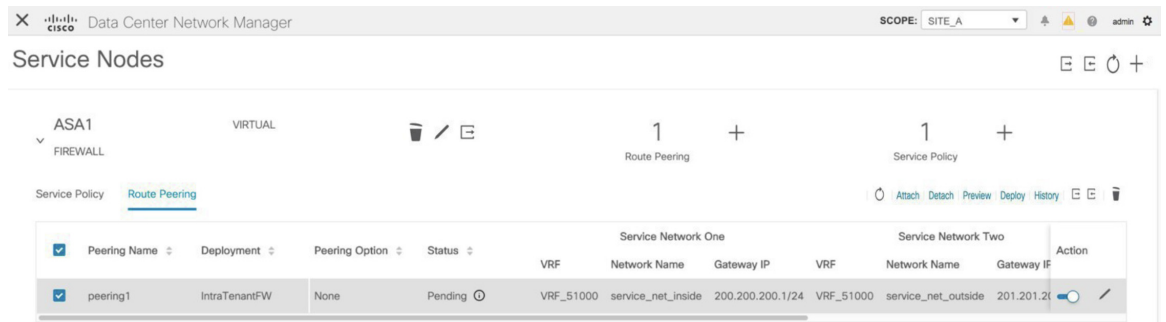 CISCO Data Center Network Manager SCOPE: SITE_A admin
Service Nodes
ASA1 VIRTUAL 1 1
FIREWALL Route Peering Service Policy
Service Policy Route Peering Attach Detach Preview Deploy History
Service Network One Service Network Two
Peering Name Deployment Peering Option Status Action
VRF Network Name Gateway IP VRF Network Name Gateway IP
peering1 IntraTenantFW None Pending VRF_51000 service_net_inside 200.200.200.1/24 VRF_51000 service_net_outside